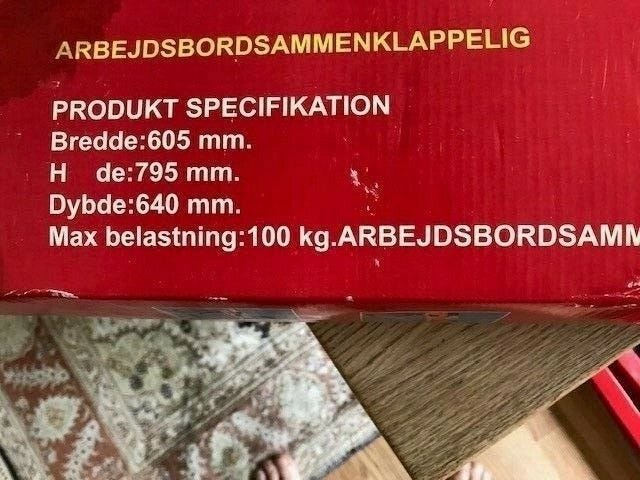 ARBEJDSBORDSAMMENKLAPPELIG
PRODUKT SPECIFIKATION
Bredde:605 mm.
H de:795 mm.
Dybde:640 mm.
Max belastning:100 kg.ARBEJDSBORDSAMM